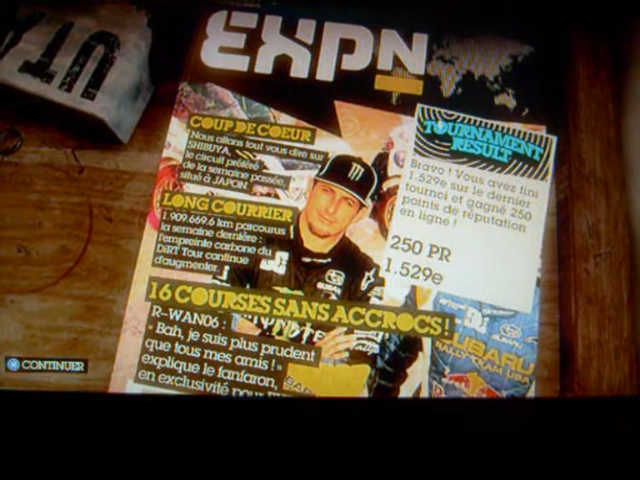 EXPN
COUP DE COEUR
Nous allons tout vous dire sur
SHIBUYA,
le circuit préféré
de la semaine passée,
situé à JAPON.
LONG COURRIER
1.909.669.6 km parcourus
la semaine dernière :
l'empreinte carbone du
DiRT Tour continue
d'augmenter.
16 COURSES SANS ACCROCS !
R-WAN06 :
« Bah, je suis plus prudent
que tous mes amis ! »
explique le fanfaron,
en exclusivité pour
TOURNAMENT
RESULT
Bravo ! Vous avez fini
1.529e sur le dernier
tournoi et gagné 250
points de réputation
en ligne !
250 PR
1.529e
SUBARU
SUBARU
RALLY TEAM USA
CONTINUER